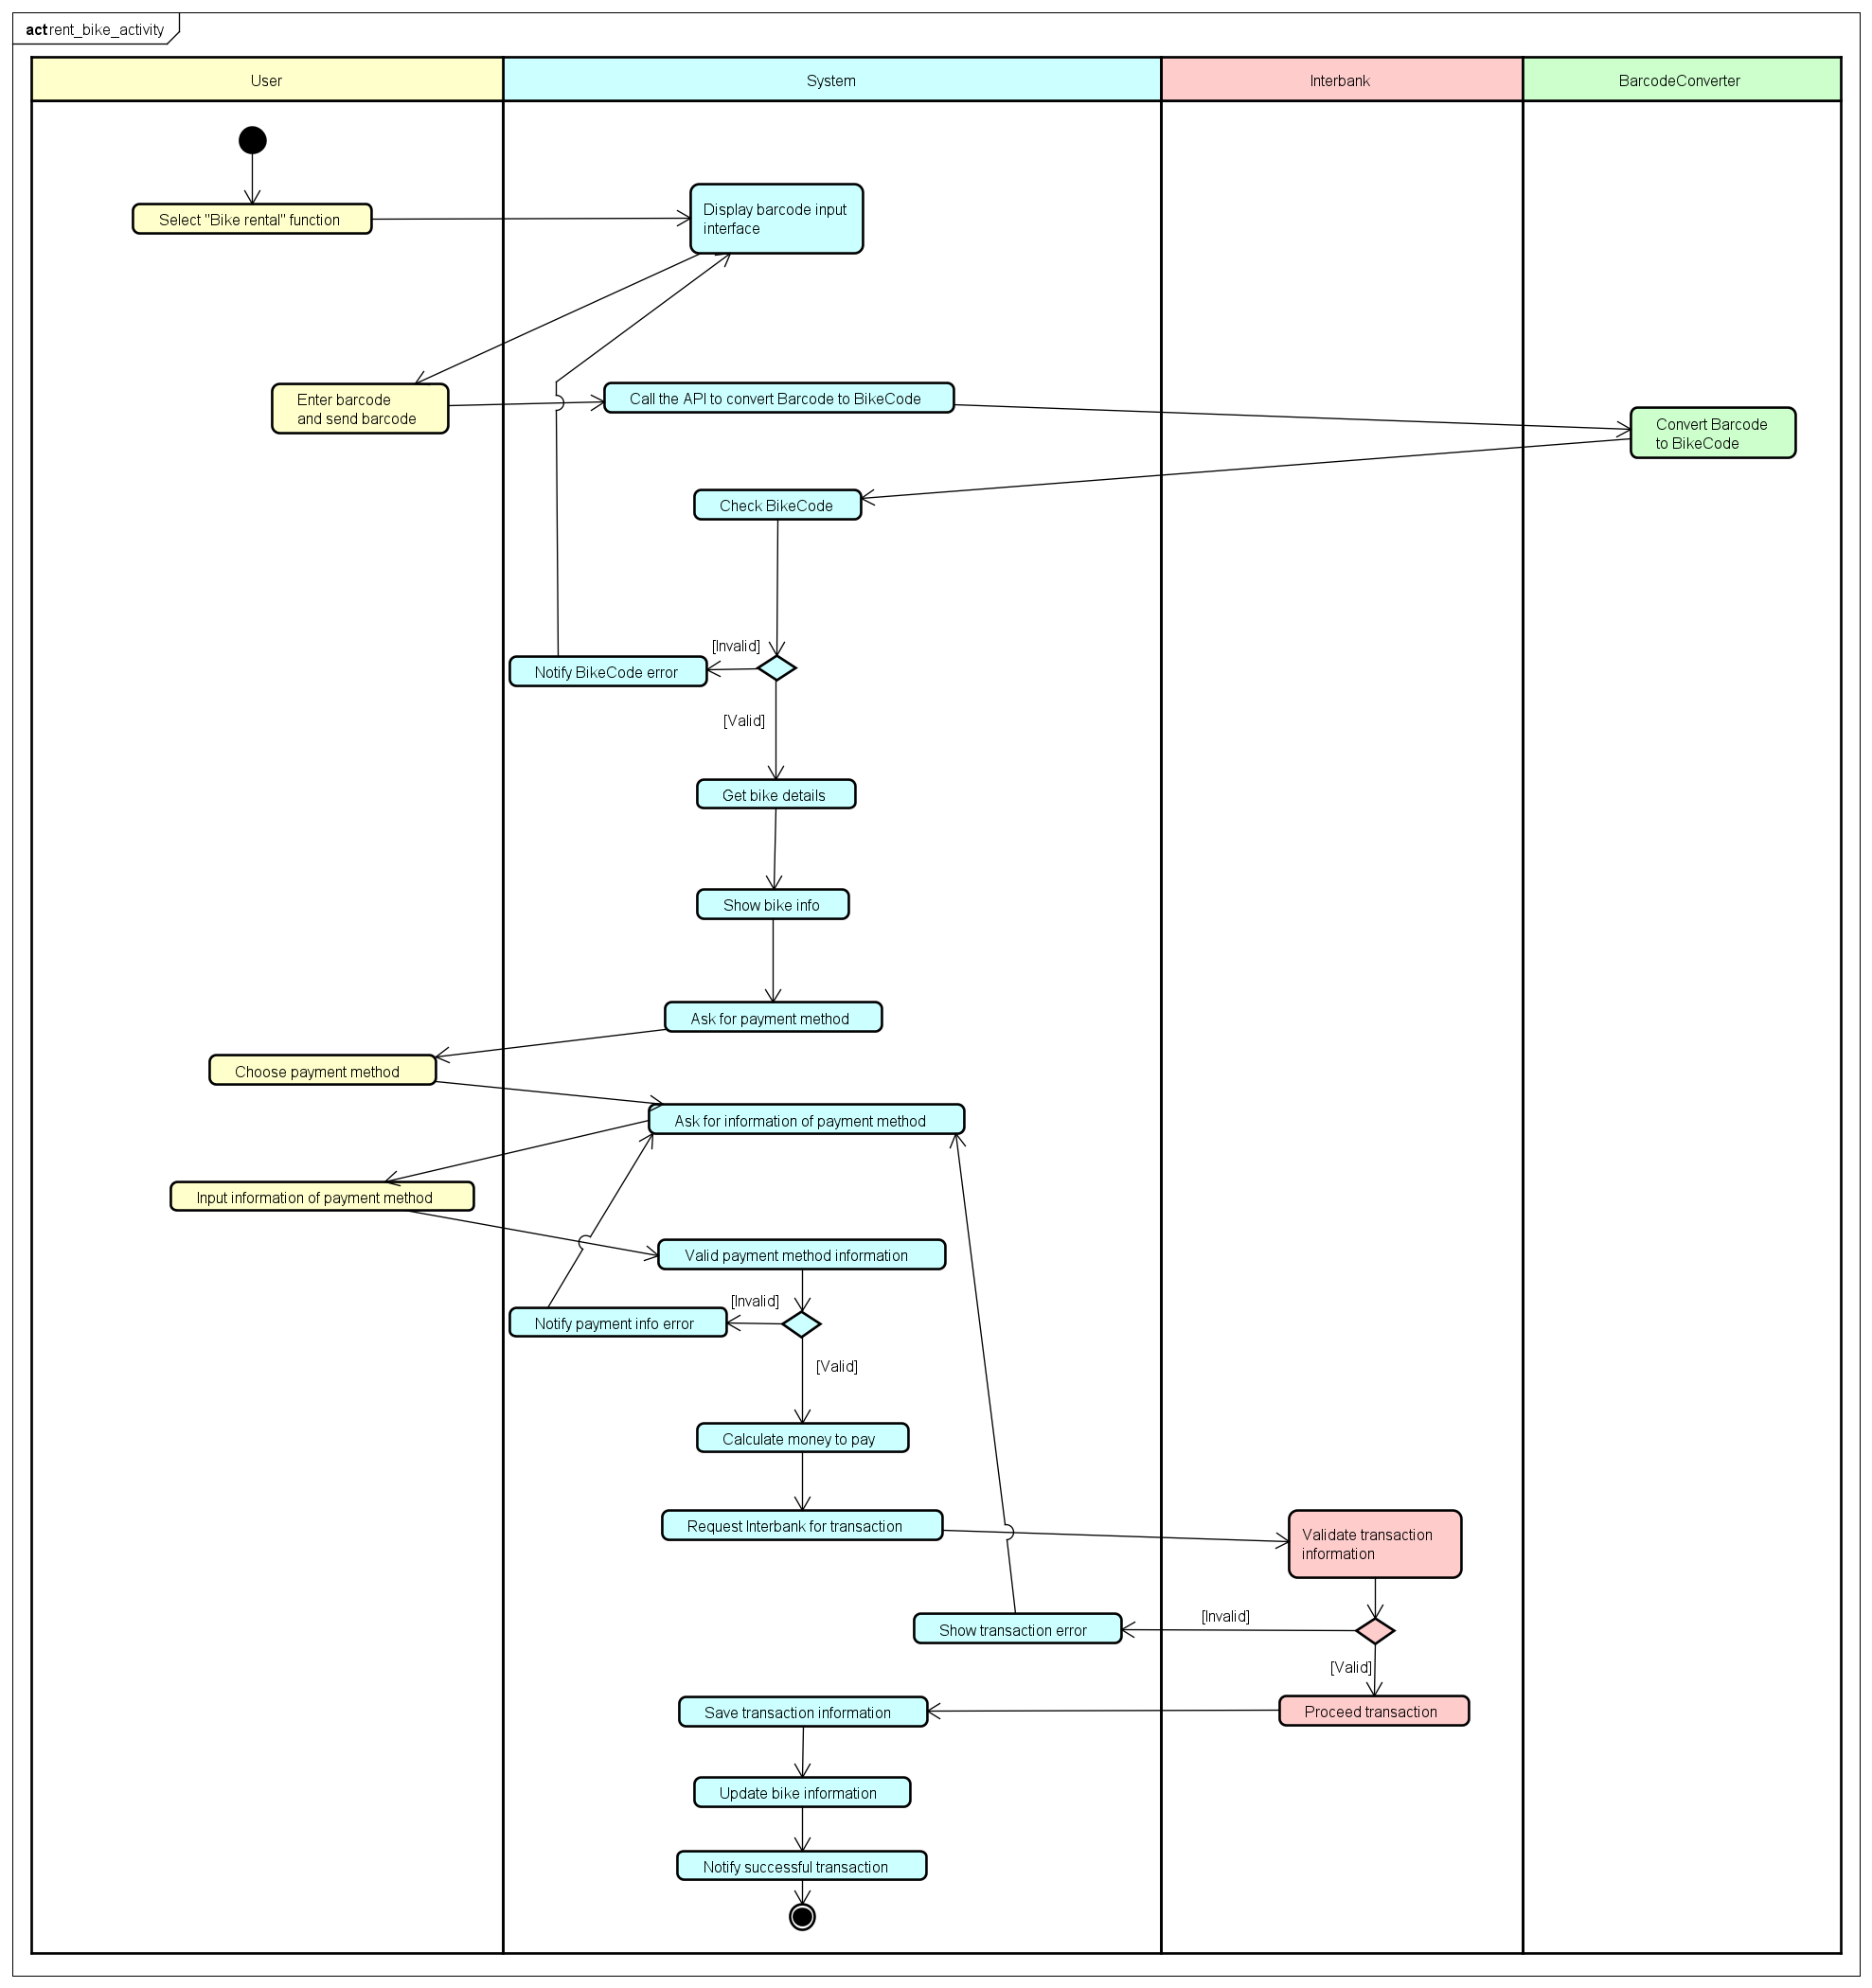 act rent_bike_activity
User
System
Interbank
BarcodeConverter
Select "Bike rental" function
Display barcode input
interface
Enter barcode
and send barcode
Call the API to convert Barcode to BikeCode
Convert Barcode
to BikeCode
Check BikeCode
[Invalid]
Notify BikeCode error
[Valid]
Get bike details
Show bike info
Ask for payment method
Choose payment method
Ask for information of payment method
Input information of payment method
Valid payment method information
[Invalid]
Notify payment info error
[Valid]
Calculate money to pay
Request Interbank for transaction
Validate transaction
information
[Invalid]
Show transaction error
[Valid]
Proceed transaction
Save transaction information
Update bike information
Notify successful transaction